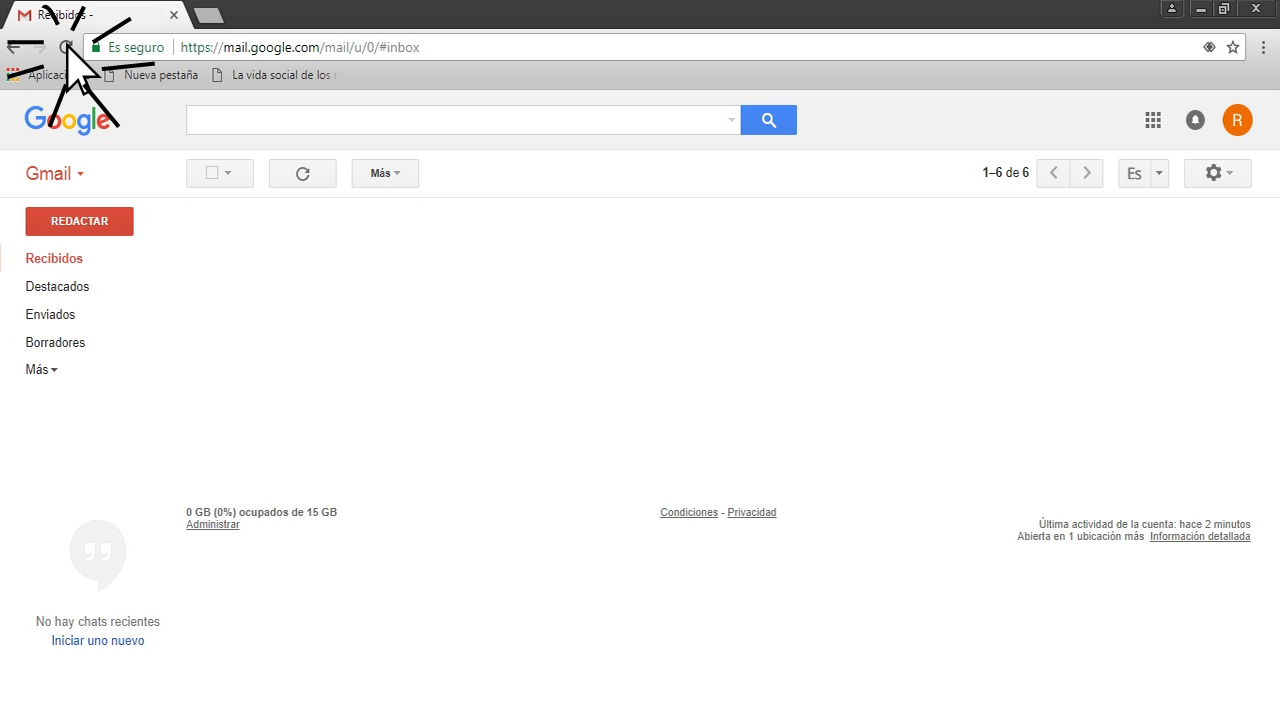 Recibidos -
Es seguro
https://mail.google.com/mail/u/0/#inbox
Nueva pestaña
La vida social de los
Google
R
Gmail
Más
1–6 de 6
Es
REDACTAR
Recibidos
Destacados
Enviados
Borradores
Más
0 GB (0%) ocupados de 15 GB
Administrar
Condiciones - Privacidad
Última actividad de la cuenta: hace 2 minutos
Abierta en 1 ubicación más Información detallada
No hay chats recientes
Iniciar uno nuevo